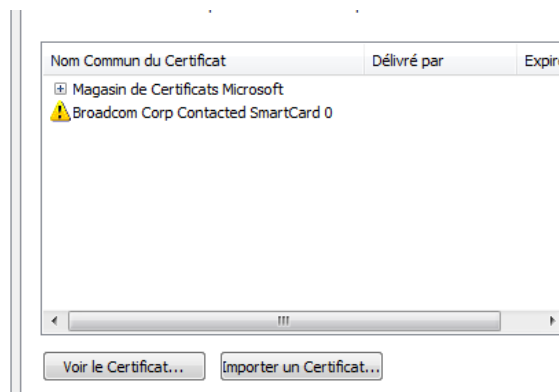 Nom Commun du Certificat Délivré par Expire
Magasin de Certificats Microsoft
Broadcom Corp Contacted SmartCard 0
Voir le Certificat... Importer un Certificat...